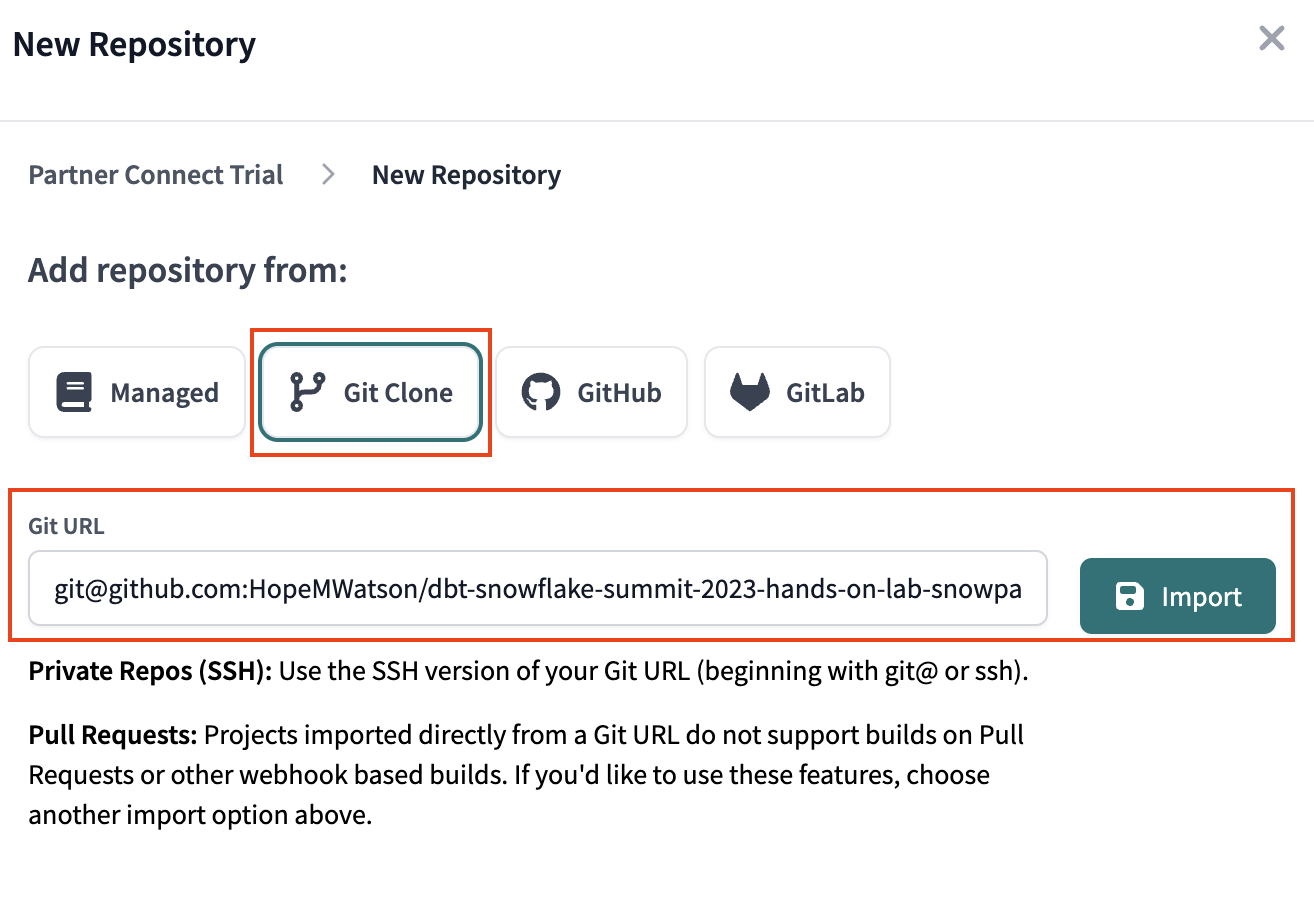 New Repository
Partner Connect Trial > New Repository
Add repository from:
Managed Git Clone GitHub GitLab
Git URL
git@github.com:HopeMWatson/dbt-snowflake-summit-2023-hands-on-lab-snowpa
Import
Private Repos (SSH): Use the SSH version of your Git URL (beginning with git@ or ssh).
Pull Requests: Projects imported directly from a Git URL do not support builds on Pull
Requests or other webhook based builds. If you'd like to use these features, choose
another import option above.